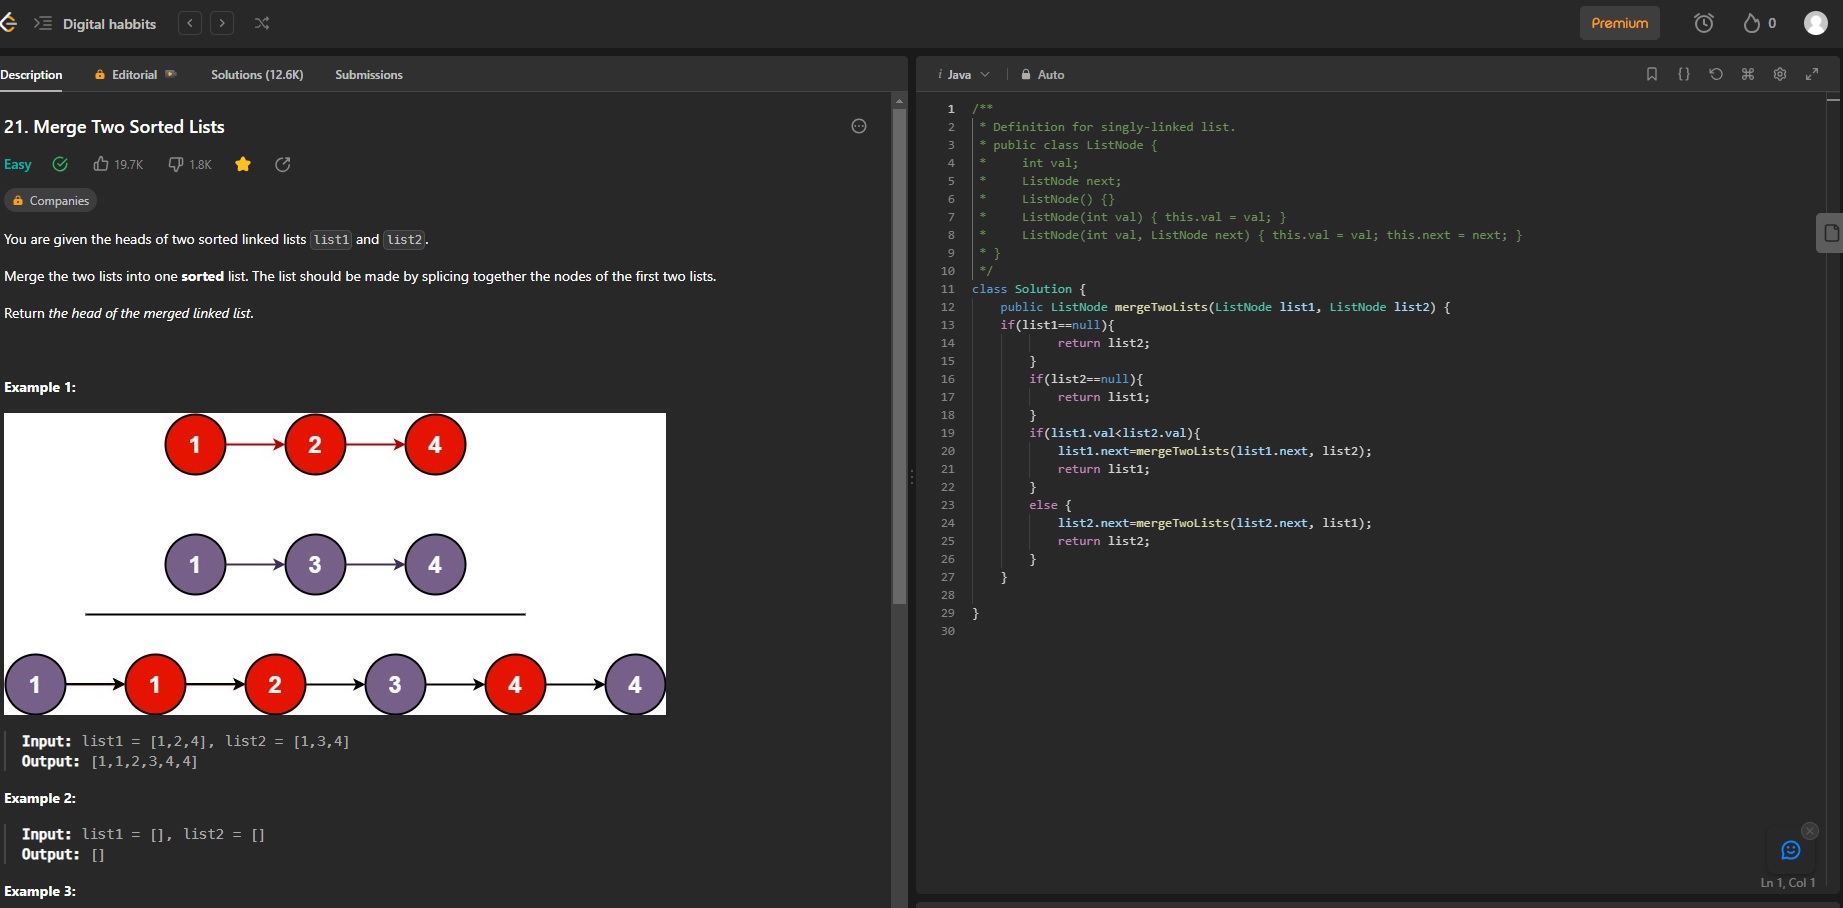 Digital habbits
Premium
0
Description Editorial Solutions (12.6K) Submissions
21. Merge Two Sorted Lists
Easy 19.7K 1.8K
Companies
You are given the heads of two sorted linked lists list1 and list2.
Merge the two lists into one sorted list. The list should be made by splicing together the nodes of the first two lists.
Return the head of the merged linked list.
Example 1:
1 2 4
1 3 4
1 1 2 3 4 4
Input: list1 = [1,2,4], list2 = [1,3,4]
Output: [1,1,2,3,4,4]
Example 2:
Input: list1 = [], list2 = []
Output: []
Example 3:
i Java Auto
1 /**
2 * Definition for singly-linked list.
3 * public class ListNode {
4 *     int val;
5 *     ListNode next;
6 *     ListNode() {}
7 *     ListNode(int val) { this.val = val; }
8 *     ListNode(int val, ListNode next) { this.val = val; this.next = next; }
9 * }
10 */
11 class Solution {
12     public ListNode mergeTwoLists(ListNode list1, ListNode list2) {
13     if(list1==null){
14             return list2;
15         }
16         if(list2==null){
17             return list1;
18         }
19         if(list1.val<list2.val){
20             list1.next=mergeTwoLists(list1.next, list2);
21             return list1;
22         }
23         else {
24             list2.next=mergeTwoLists(list2.next, list1);
25             return list2;
26         }
27     }
28
29 }
30
Ln 1, Col 1